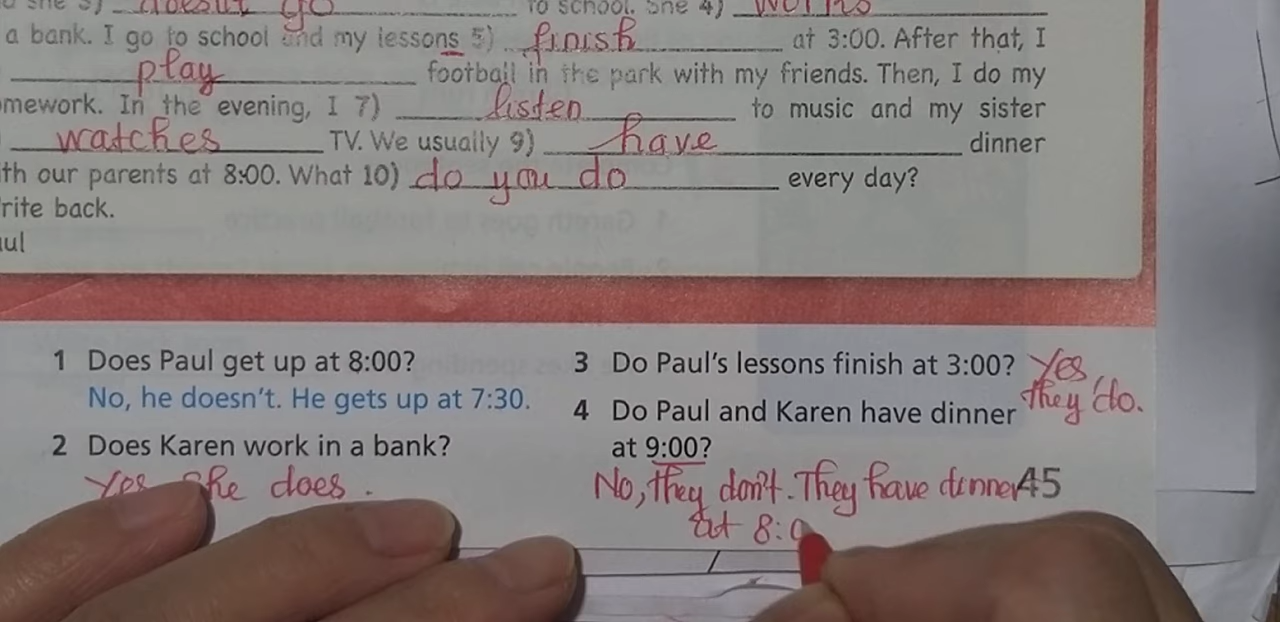 she 3) doesn't go to school. She 4) works
a bank. I go to school and my lessons 5) finish at 3:00. After that, I
play football in the park with my friends. Then, I do my
mework. In the evening, I 7) listen to music and my sister
watches TV. We usually 9) have dinner
th our parents at 8:00. What 10) do you do every day?
rite back.
aul
1 Does Paul get up at 8:00?
No, he doesn't. He gets up at 7:30.
2 Does Karen work in a bank?
Yes she does.
3 Do Paul's lessons finish at 3:00? Yes, they do.
4 Do Paul and Karen have dinner
at 9:00?
No, they don't. They have dinner
at 8:0
45